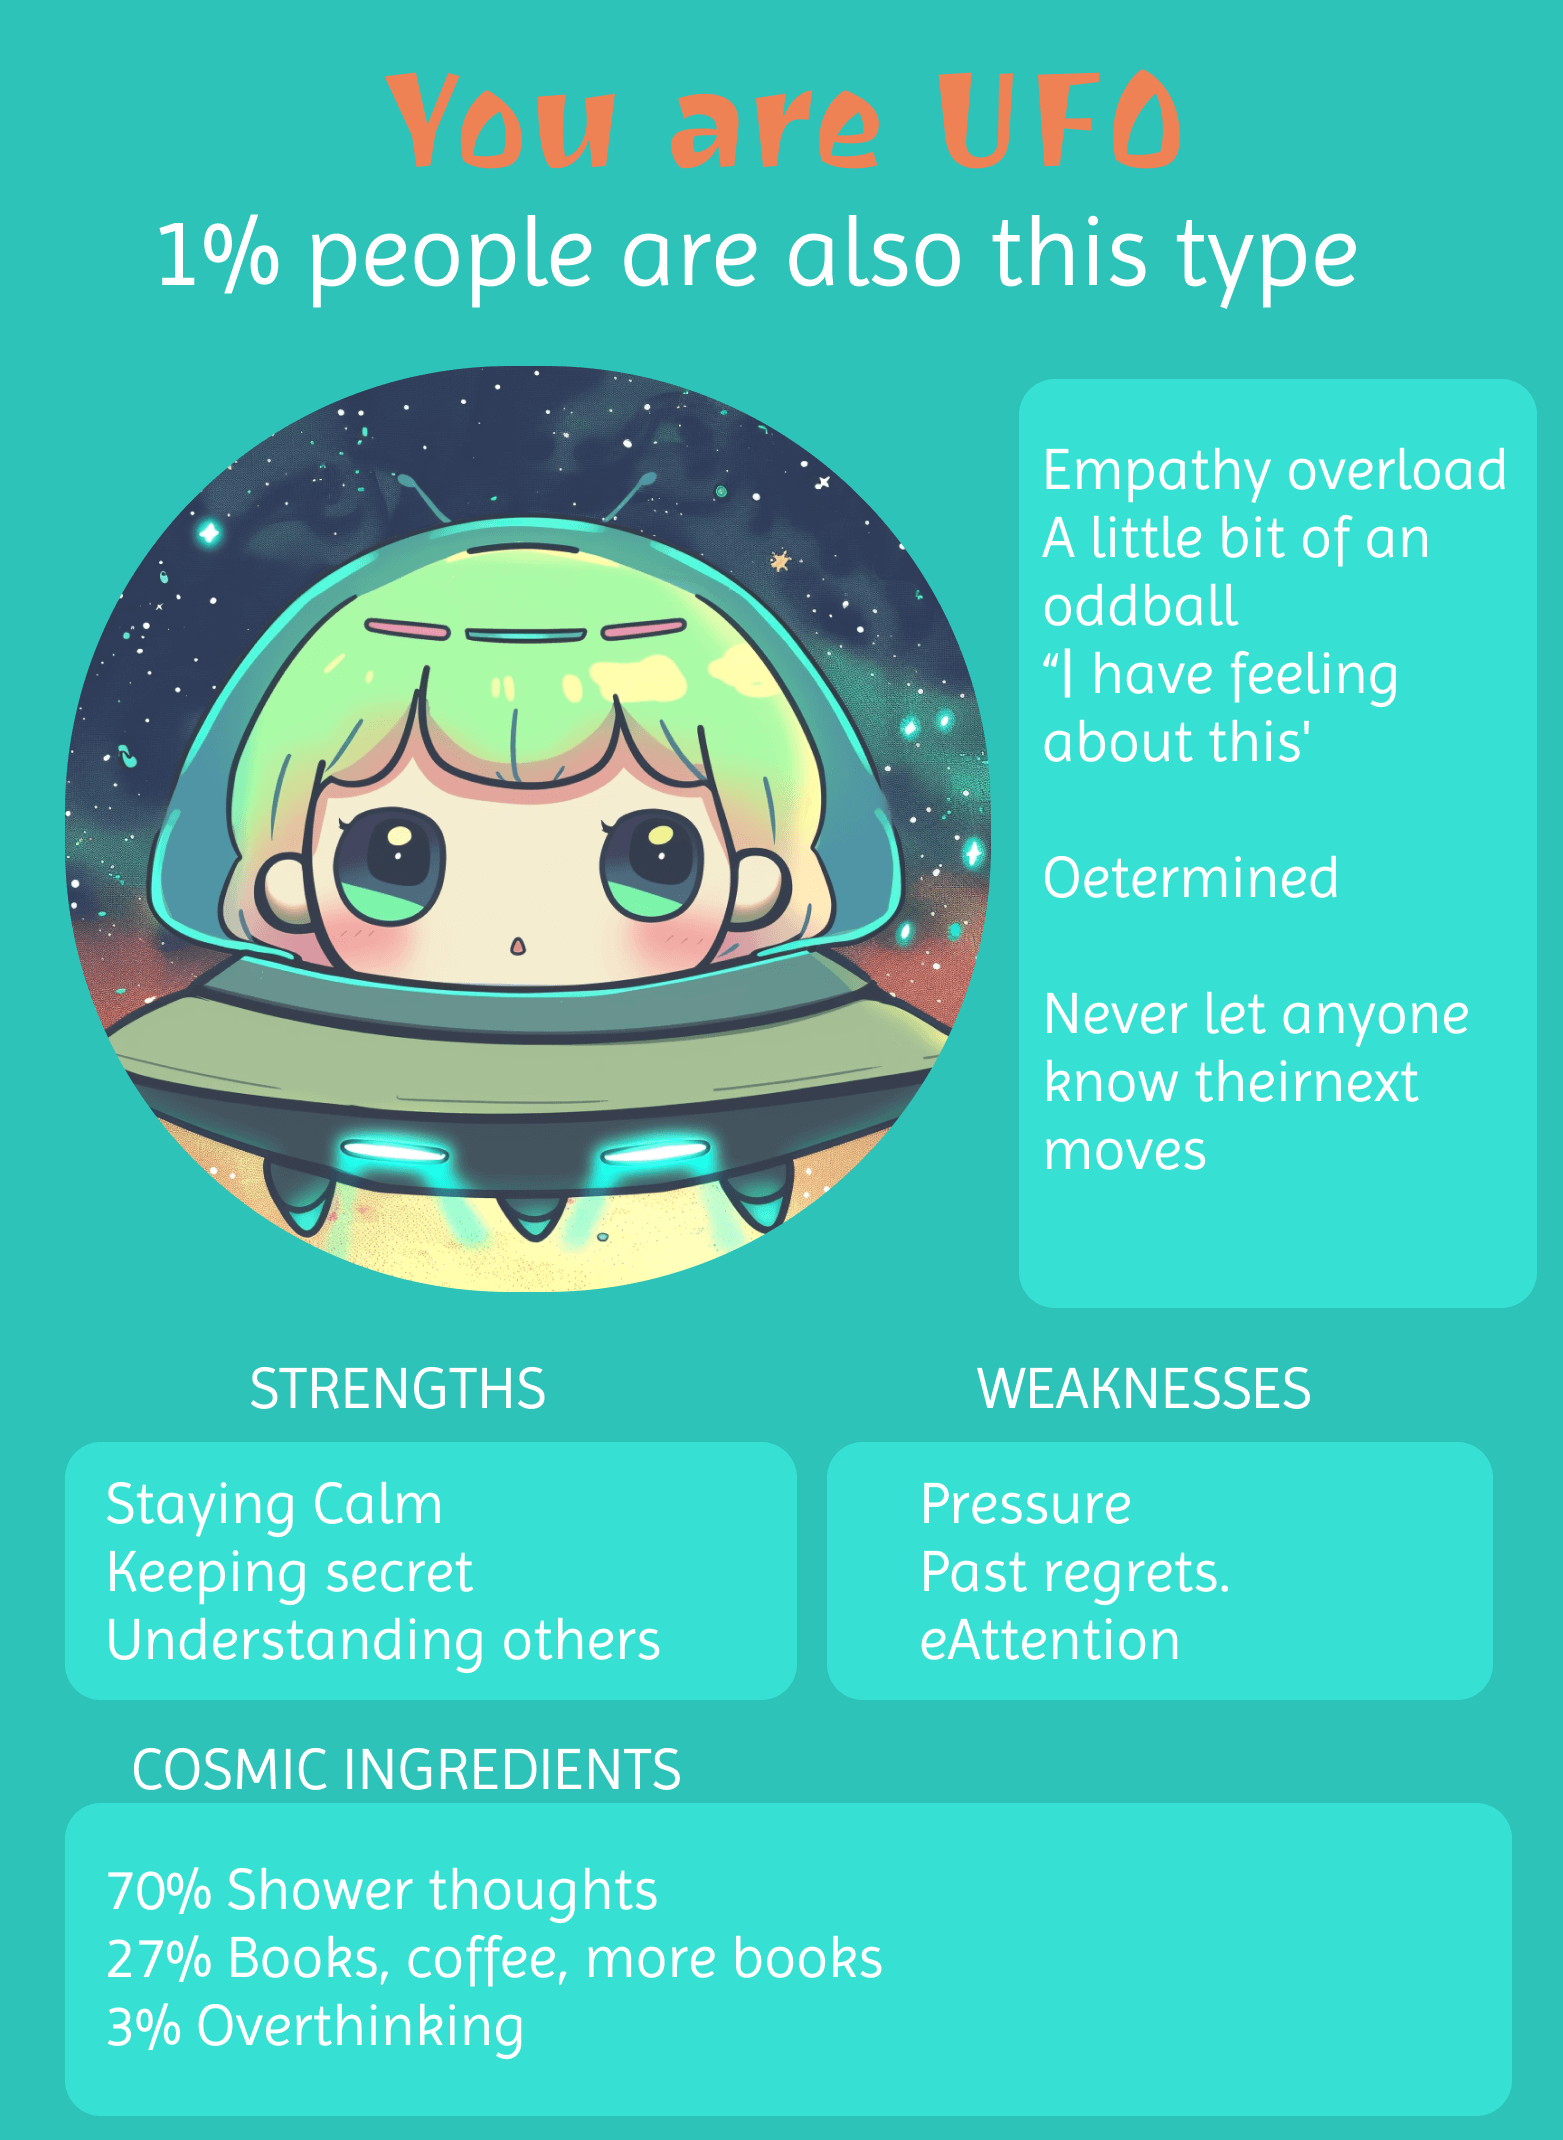 You are UFO
1% people are also this type
Empathy overload
A little bit of an
oddball
“| have feeling
about this'
Oetermined
Never let anyone
know theirnext
moves
STRENGTHS
WEAKNESSES
Staying Calm
Keeping secret
Understanding others
Pressure
Past regrets.
eAttention
COSMIC INGREDIENTS
70% Shower thoughts
27% Books, coffee, more books
3% Overthinking